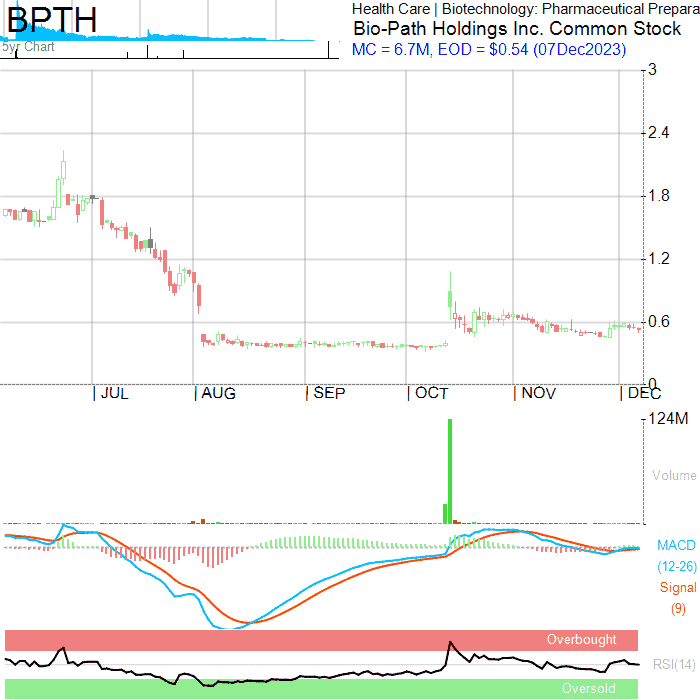 BPTH
5yr Chart
Health Care | Biotechnology: Pharmaceutical Prepara
Bio-Path Holdings Inc. Common Stock
MC = 6.7M, EOD = $0.54 (07Dec2023)
3
2.4
1.8
1.2
0.6
0
JUL
AUG
SEP
OCT
NOV
DEC
124M
Volume
MACD
(12-26)
Signal
(9)
Overbought
RSI(14)
Oversold